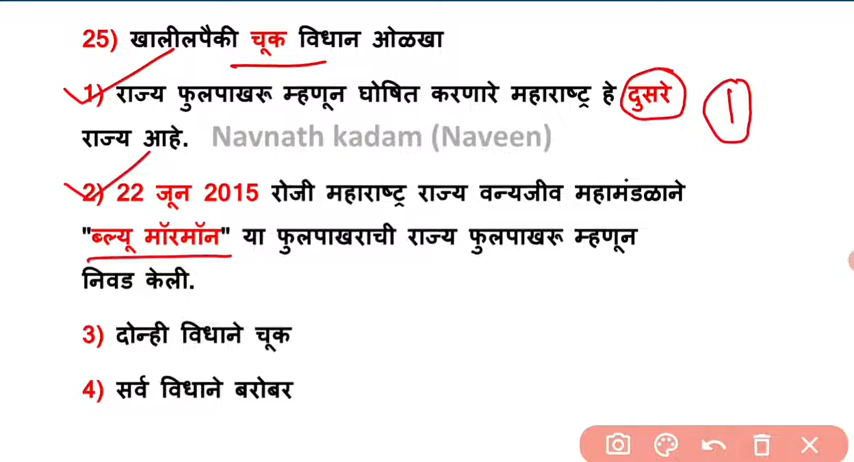 25) खालीलपैकी चूक विधान ओळखा
1) राज्य फुलपाखरू म्हणून घोषित करणारे महाराष्ट्र हे दुसरे 1
राज्य आहे. Navnath kadam (Naveen)
2) 22 जून 2015 रोजी महाराष्ट्र राज्य वन्यजीव महामंडळाने
"ब्ल्यू मॉरमॉन" या फुलपाखराची राज्य फुलपाखरू म्हणून
निवड केली.
3) दोन्ही विधाने चूक
4) सर्व विधाने बरोबर